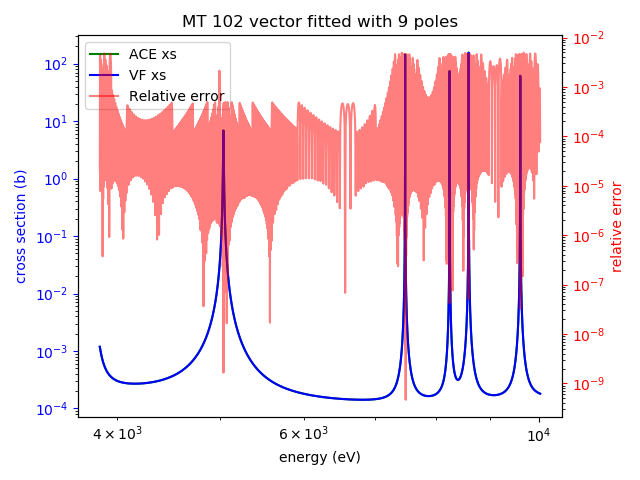 MT 102 vector fitted with 9 poles
ACE xs
VF xs
Relative error
10²
10¹
10⁰
10⁻¹
10⁻²
10⁻³
10⁻⁴
cross section (b)
10⁻²
10⁻³
10⁻⁴
10⁻⁵
10⁻⁶
10⁻⁷
10⁻⁸
10⁻⁹
relative error
4 × 10³ 6 × 10³ 10⁴
energy (eV)